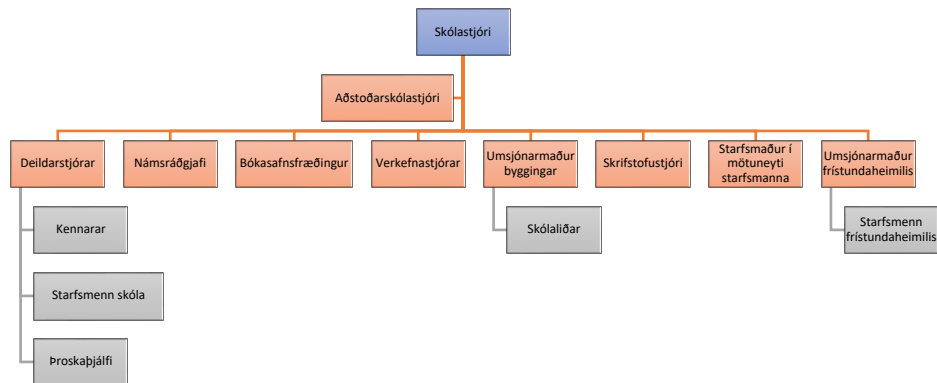 Skólastjóri
Aðstoðarskólastjóri
Deildarstjórar
Námsráðgjafi
Bókasafnsfræðingur
Verkefnastjórar
Umsjónarmaður
byggingar
Skrifstofustjóri
Starfsmaður í
mötuneyti
starfsmanna
Umsjónarmaður
frístundaheimilis
Kennarar
Skólaliðar
Starfsmenn
frístundaheimilis
Starfsmenn skóla
Þroskaþjálfi